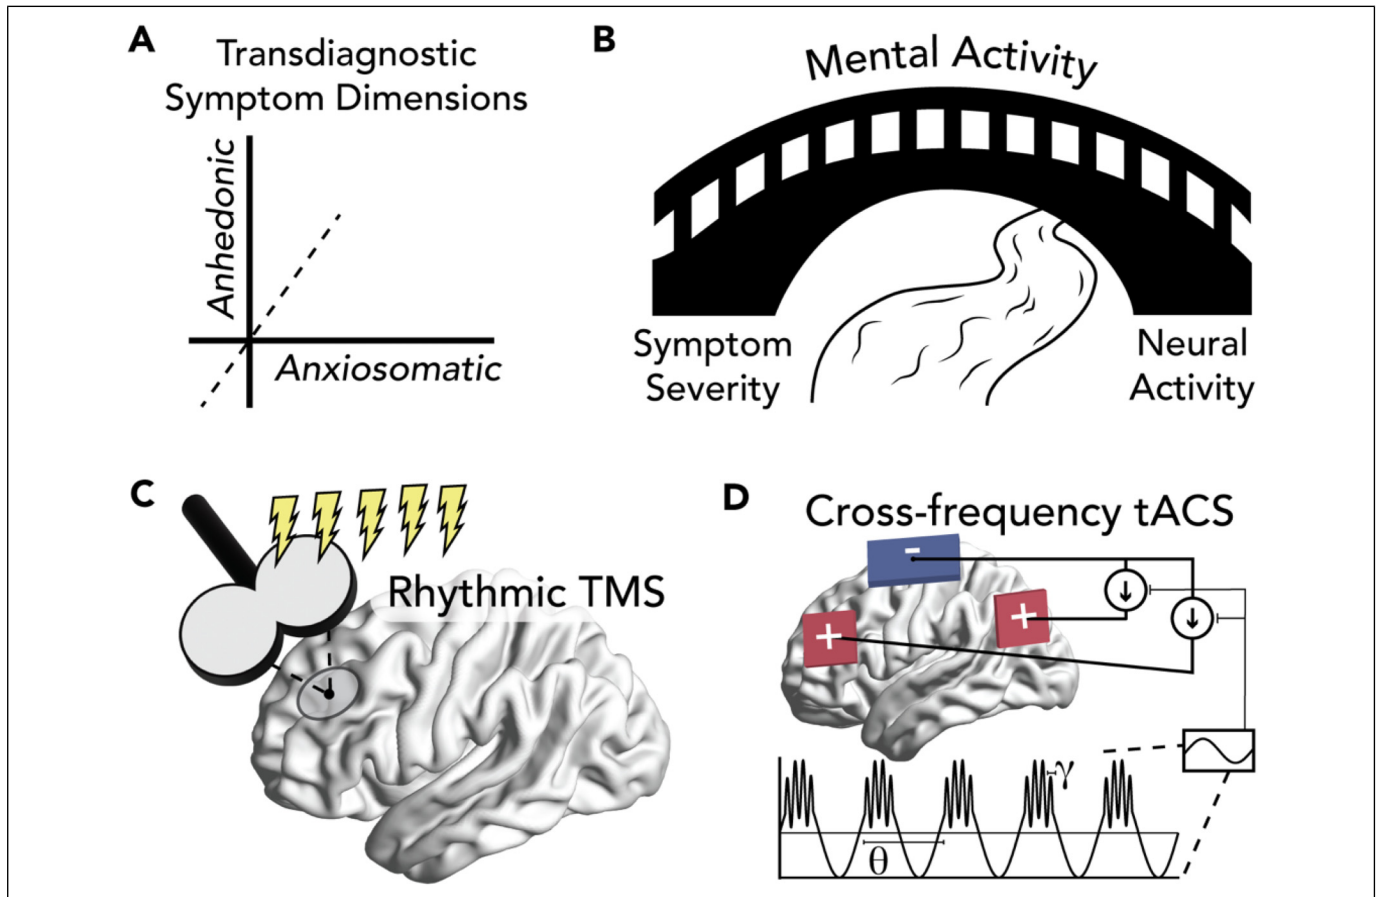 A
Transdiagnostic
Symptom Dimensions
Anhedonic
Anxiosomatic
B
Mental Activity
Symptom
Severity
Neural
Activity
C
Rhythmic TMS
D
Cross-frequency tACS
-
+
+
γ
θ